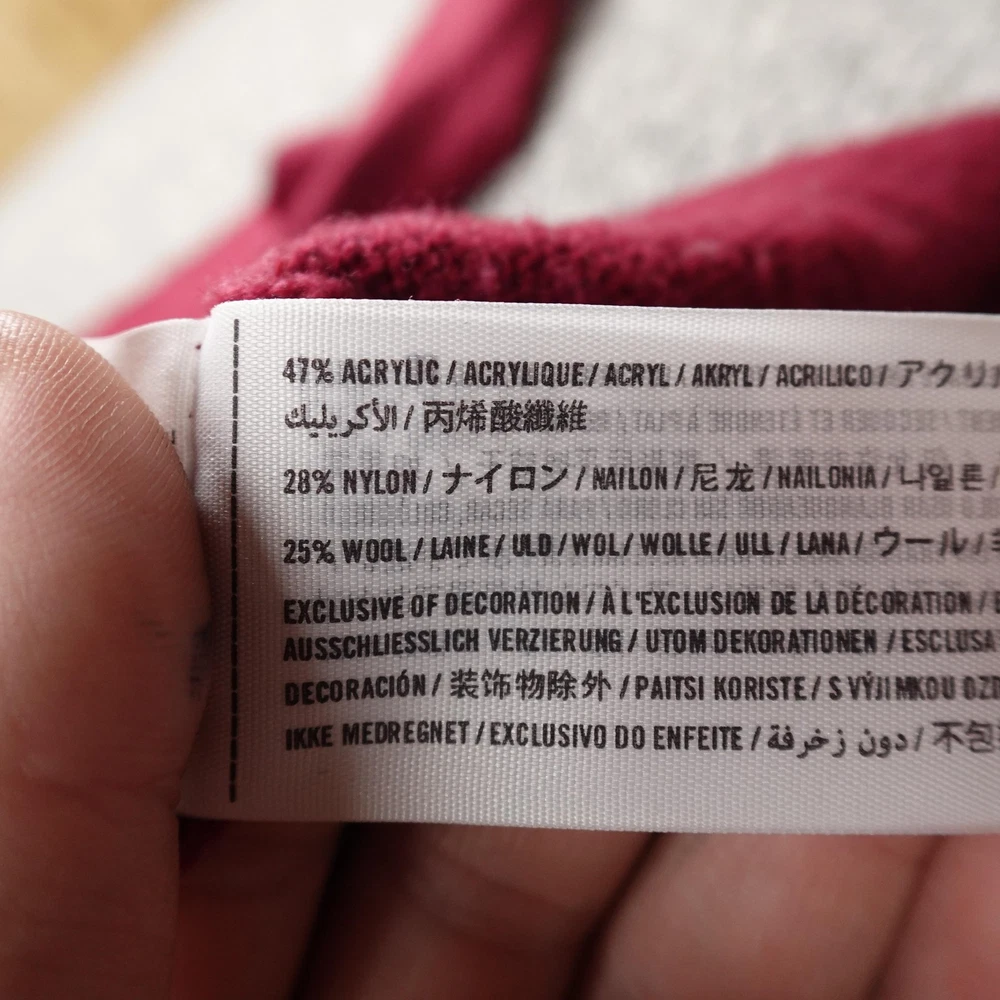 47% ACRYLIC / ACRYLIQUE / ACRYL / AKRYL / ACRILICO / アクリ
الأكريليك / 丙烯酸纖維
28% NYLON / ナイロン / NAILON / 尼龙 / NAILONIA / 나일론 /
25% WOOL / LAINE / ULD / WOL / WOLLE / ULL / LANA / ウール /
EXCLUSIVE OF DECORATION / À L'EXCLUSION DE LA DÉCORATION /
AUSSCHLIESSLICH VERZIERUNG / UTOM DEKORATIONEN / ESCLUSA
DECORACIÓN / 装饰物除外 / PAITSI KORISTE / S VÝJIMKOU OZD
IKKE MEDREGNET / EXCLUSIVO DO ENFEITE / دون زخرفة / 不包